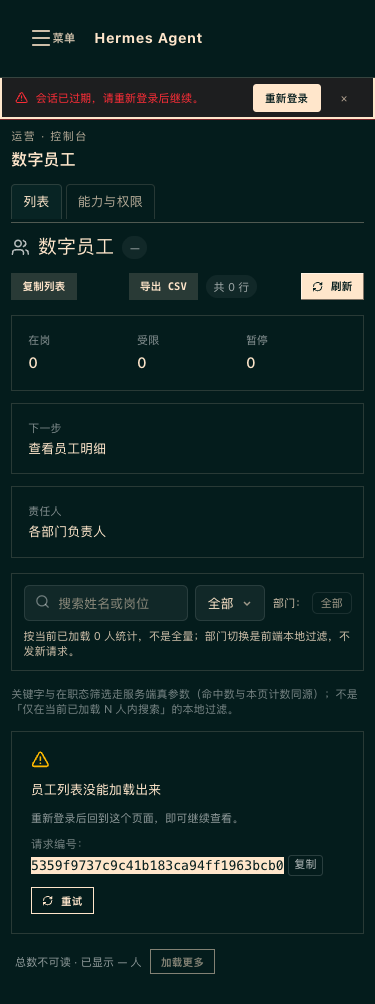 菜单 Hermes Agent
会话已过期，请重新登录后继续。 重新登录 ×
运营 · 控制台
数字员工
列表 能力与权限
数字员工 —
复制列表 导出 CSV 共 0 行 刷新
在岗 受限 暂停
0 0 0
下一步
查看员工明细
责任人
各部门负责人
搜索姓名或岗位 全部 部门： 全部
按当前已加载 0 人统计，不是全量；部门切换是前端本地过滤，不
发新请求。
关键字与在职态筛选走服务端真参数（命中数与本页计数同源）；不是
「仅在当前已加载 N 人内搜索」的本地过滤。
员工列表没能加载出来
重新登录后回到这个页面，即可继续查看。
请求编号：
5359f9737c9c41b183ca94ff1963bcb0 复制
重试
总数不可读 · 已显示 — 人 加载更多